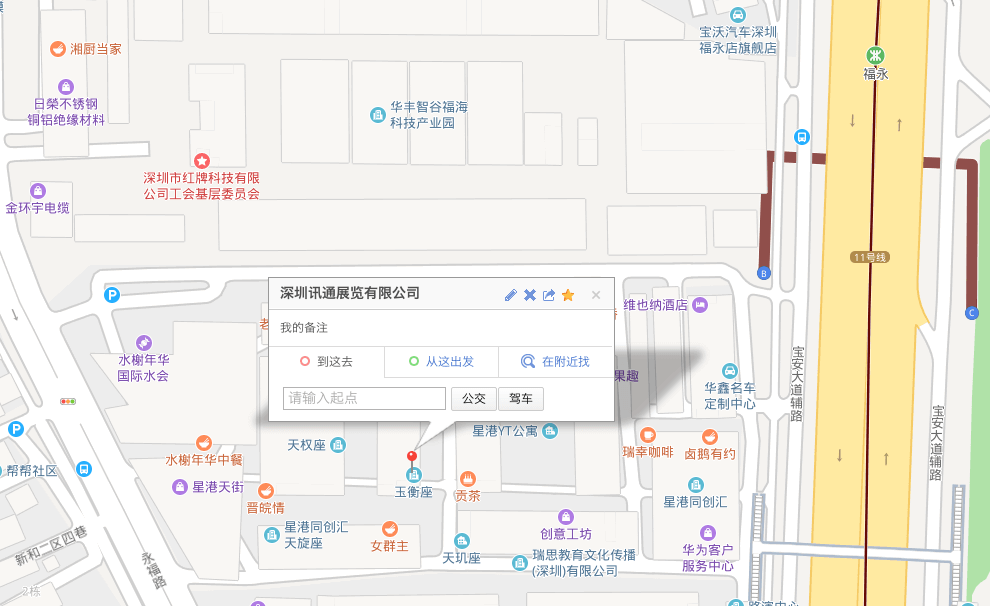 宝沃汽车深圳
福永店旗舰店
湘厨当家
福永
日榮不锈钢
铜铝绝缘材料
华丰智谷福海
科技产业园
深圳市红牌科技有限
公司工会基层委员会
金环宇电缆
11号线
B
P
深圳讯通展览有限公司
维也纳酒店
C
我的备注
水榭年华
国际水会
到这去
从这出发
在附近找
果趣
华鑫名车
定制中心
宝安大道辅路
宝安大道辅路
请输入起点
公交
驾车
P
天权座
星港YT公寓
水榭年华中餐
瑞幸咖啡
卤鹅有约
帮帮社区
星港天街
玉衡座
贡茶
星港同创汇
晋皖情
星港同创汇
天旋座
女群主
创意工坊
新和二区四巷
永福路
天玑座
瑞思教育文化传播
(深圳)有限公司
华为客户
服务中心
2栋